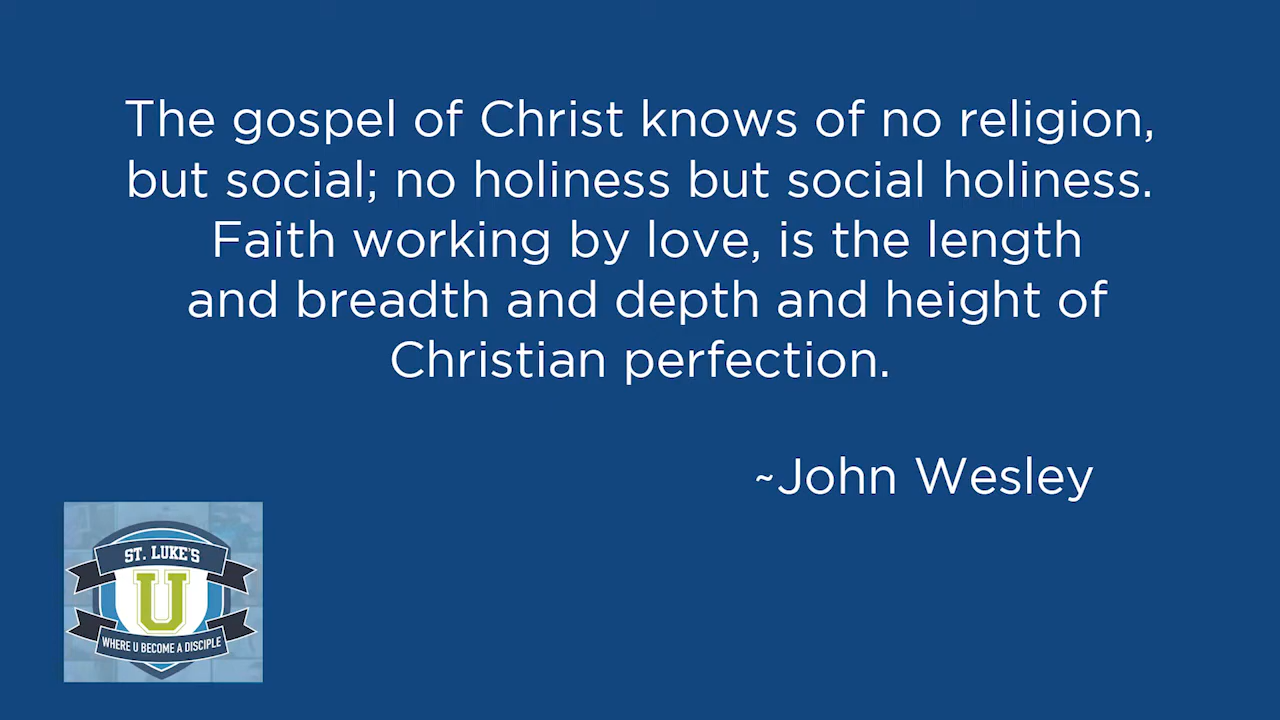 The gospel of Christ knows of no religion,
but social; no holiness but social holiness.
Faith working by love, is the length
and breadth and depth and height of
Christian perfection.
~John Wesley
ST. LUKE'S
U
WHERE U BECOME A DISCIPLE